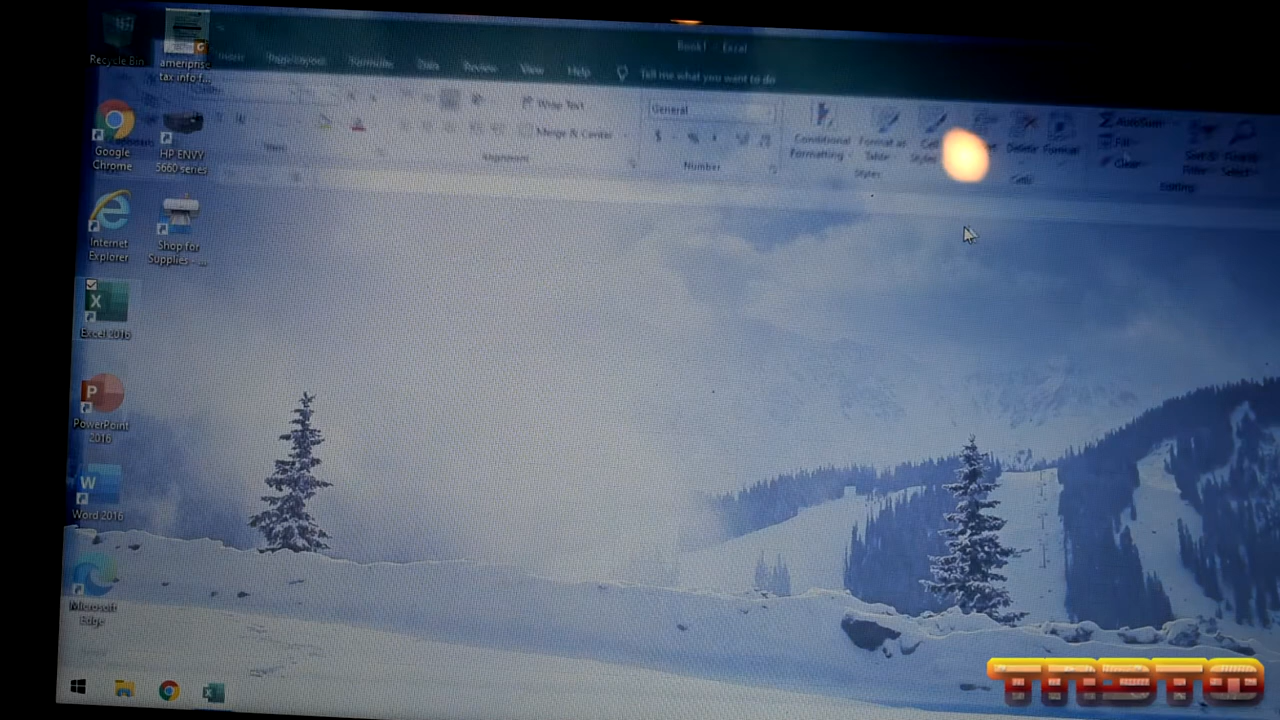 Recycle Bin
ameriprise
tax info f...
Google
Chrome
HP ENVY
5660 series
Internet
Explorer
Shop for
Supplies - ...
Excel 2016
PowerPoint
2016
Word 2016
Microsoft
Edge
Book1 - Excel
Page Layout
Formulas
Data
Review
View
Help
Tell me what you want to do
Wrap Text
Merge & Center
Alignment
General
Number
Conditional
Formatting
Format as
Table
Cell
Styles
Styles
Delete
Format
Cells
AutoSum
Fill
Clear
Sort &
Filter
Find &
Select
Editing